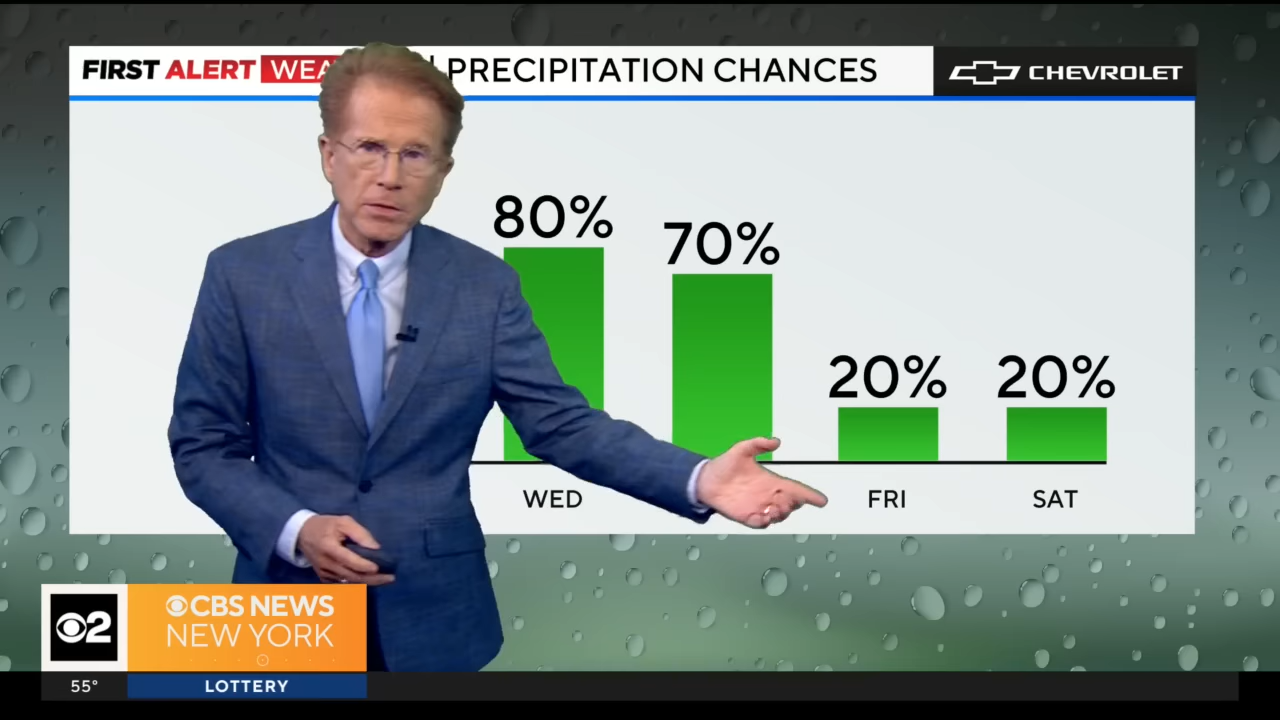 FIRST ALERT WEA | PRECIPITATION CHANCES
CHEVROLET
80%
70%
20%
20%
WED
FRI
SAT
2
CBS NEWS
NEW YORK
55°
LOTTERY